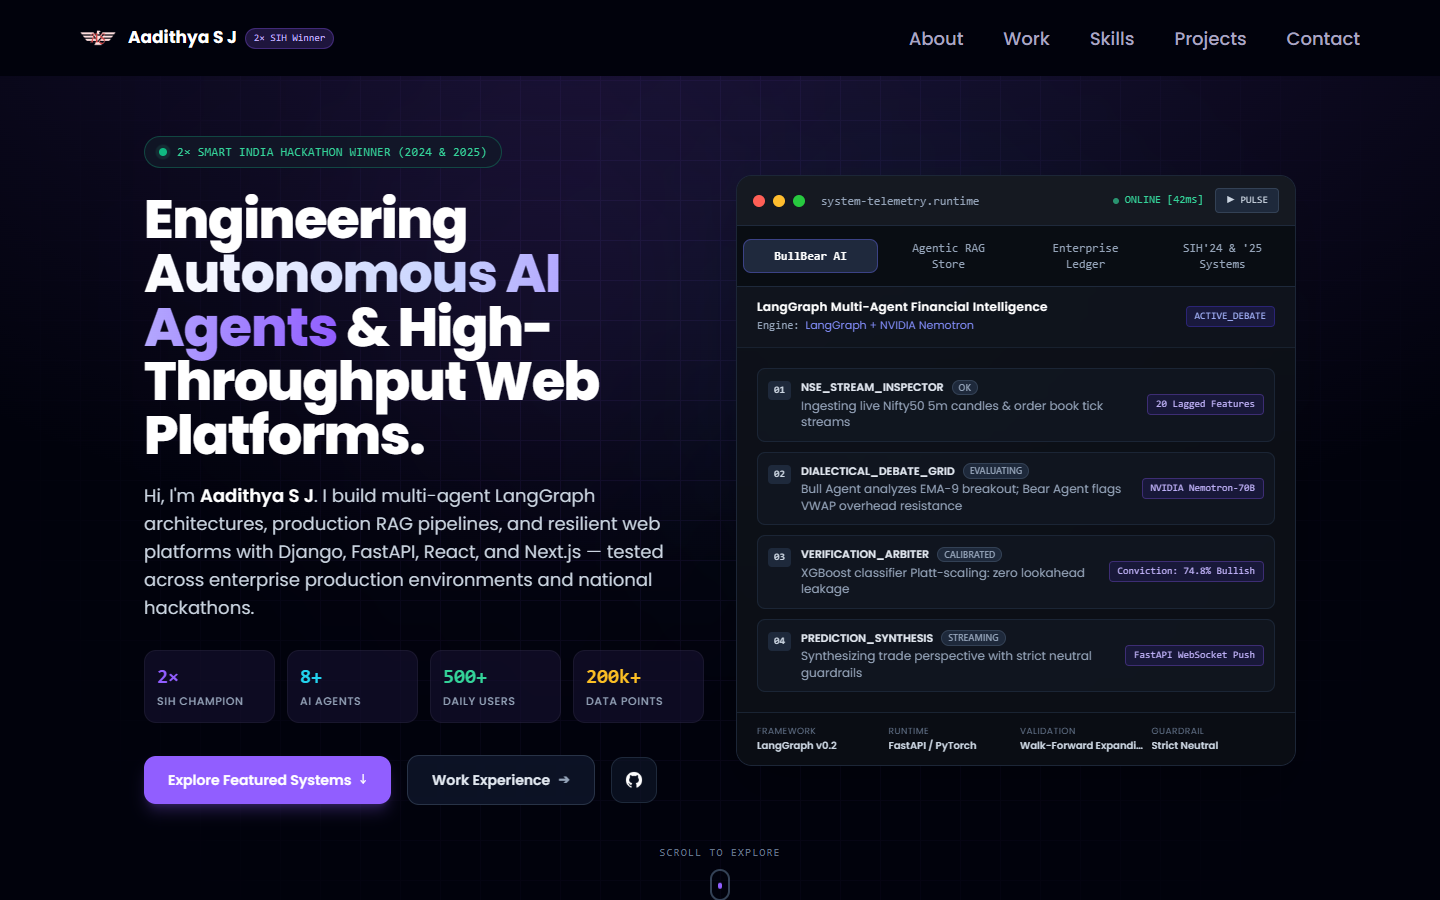 Aadithya S J
2× SIH Winner
About
Work
Skills
Projects
Contact
2× SMART INDIA HACKATHON WINNER (2024 & 2025)
Engineering
Autonomous AI
Agents & High-
Throughput Web
Platforms.
Hi, I'm Aadithya S J. I build multi-agent LangGraph
architectures, production RAG pipelines, and resilient web
platforms with Django, FastAPI, React, and Next.js — tested
across enterprise production environments and national
hackathons.
2×
SIH CHAMPION
8+
AI AGENTS
500+
DAILY USERS
200k+
DATA POINTS
Explore Featured Systems ↓
Work Experience →
system-telemetry.runtime
ONLINE [42ms]
▶ PULSE
BullBear AI
Agentic RAG
Store
Enterprise
Ledger
SIH'24 & '25
Systems
LangGraph Multi-Agent Financial Intelligence
Engine: LangGraph + NVIDIA Nemotron
ACTIVE_DEBATE
01
NSE_STREAM_INSPECTOR OK
Ingesting live Nifty50 5m candles & order book tick
streams
20 Lagged Features
02
DIALECTICAL_DEBATE_GRID EVALUATING
Bull Agent analyzes EMA-9 breakout; Bear Agent flags
VWAP overhead resistance
NVIDIA Nemotron-70B
03
VERIFICATION_ARBITER CALIBRATED
XGBoost classifier Platt-scaling: zero lookahead
leakage
Conviction: 74.8% Bullish
04
PREDICTION_SYNTHESIS STREAMING
Synthesizing trade perspective with strict neutral
guardrails
FastAPI WebSocket Push
FRAMEWORK
LangGraph v0.2
RUNTIME
FastAPI / PyTorch
VALIDATION
Walk-Forward Expandi...
GUARDRAIL
Strict Neutral
SCROLL TO EXPLORE